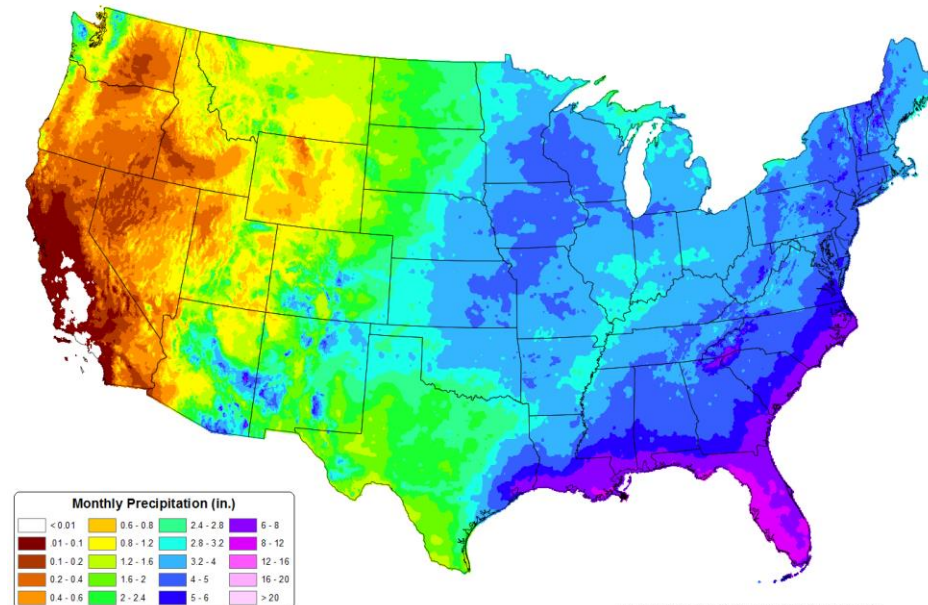 Monthly Precipitation (in.)
< 0.01 0.6 - 0.8 2.4 - 2.8 6 - 8
.01 - 0.1 0.8 - 1.2 2.8 - 3.2 8 - 12
0.1 - 0.2 1.2 - 1.6 3.2 - 4 12 - 16
0.2 - 0.4 1.6 - 2 4 - 5 16 - 20
0.4 - 0.6 2 - 2.4 5 - 6 > 20